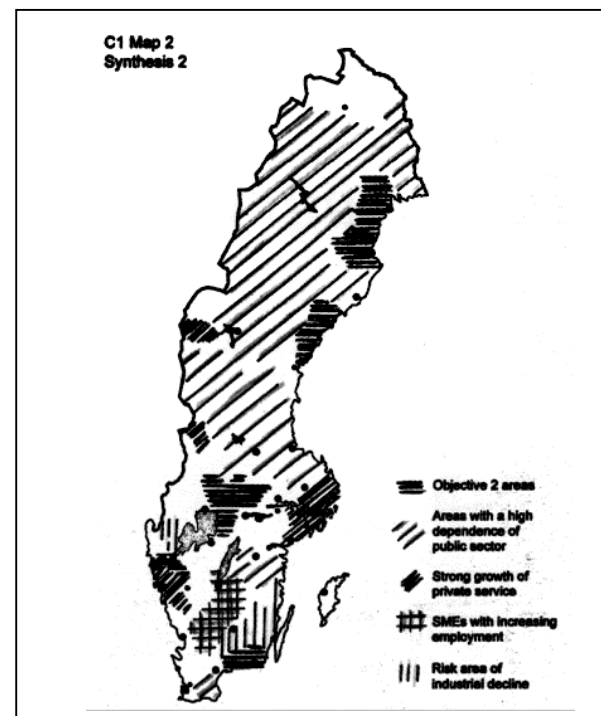 C1 Map 2
Synthesis 2
Objective 2 areas
Areas with a high
dependence of
public sector
Strong growth of
private service
SMEs with increasing
employment
Risk area of
industrial decline